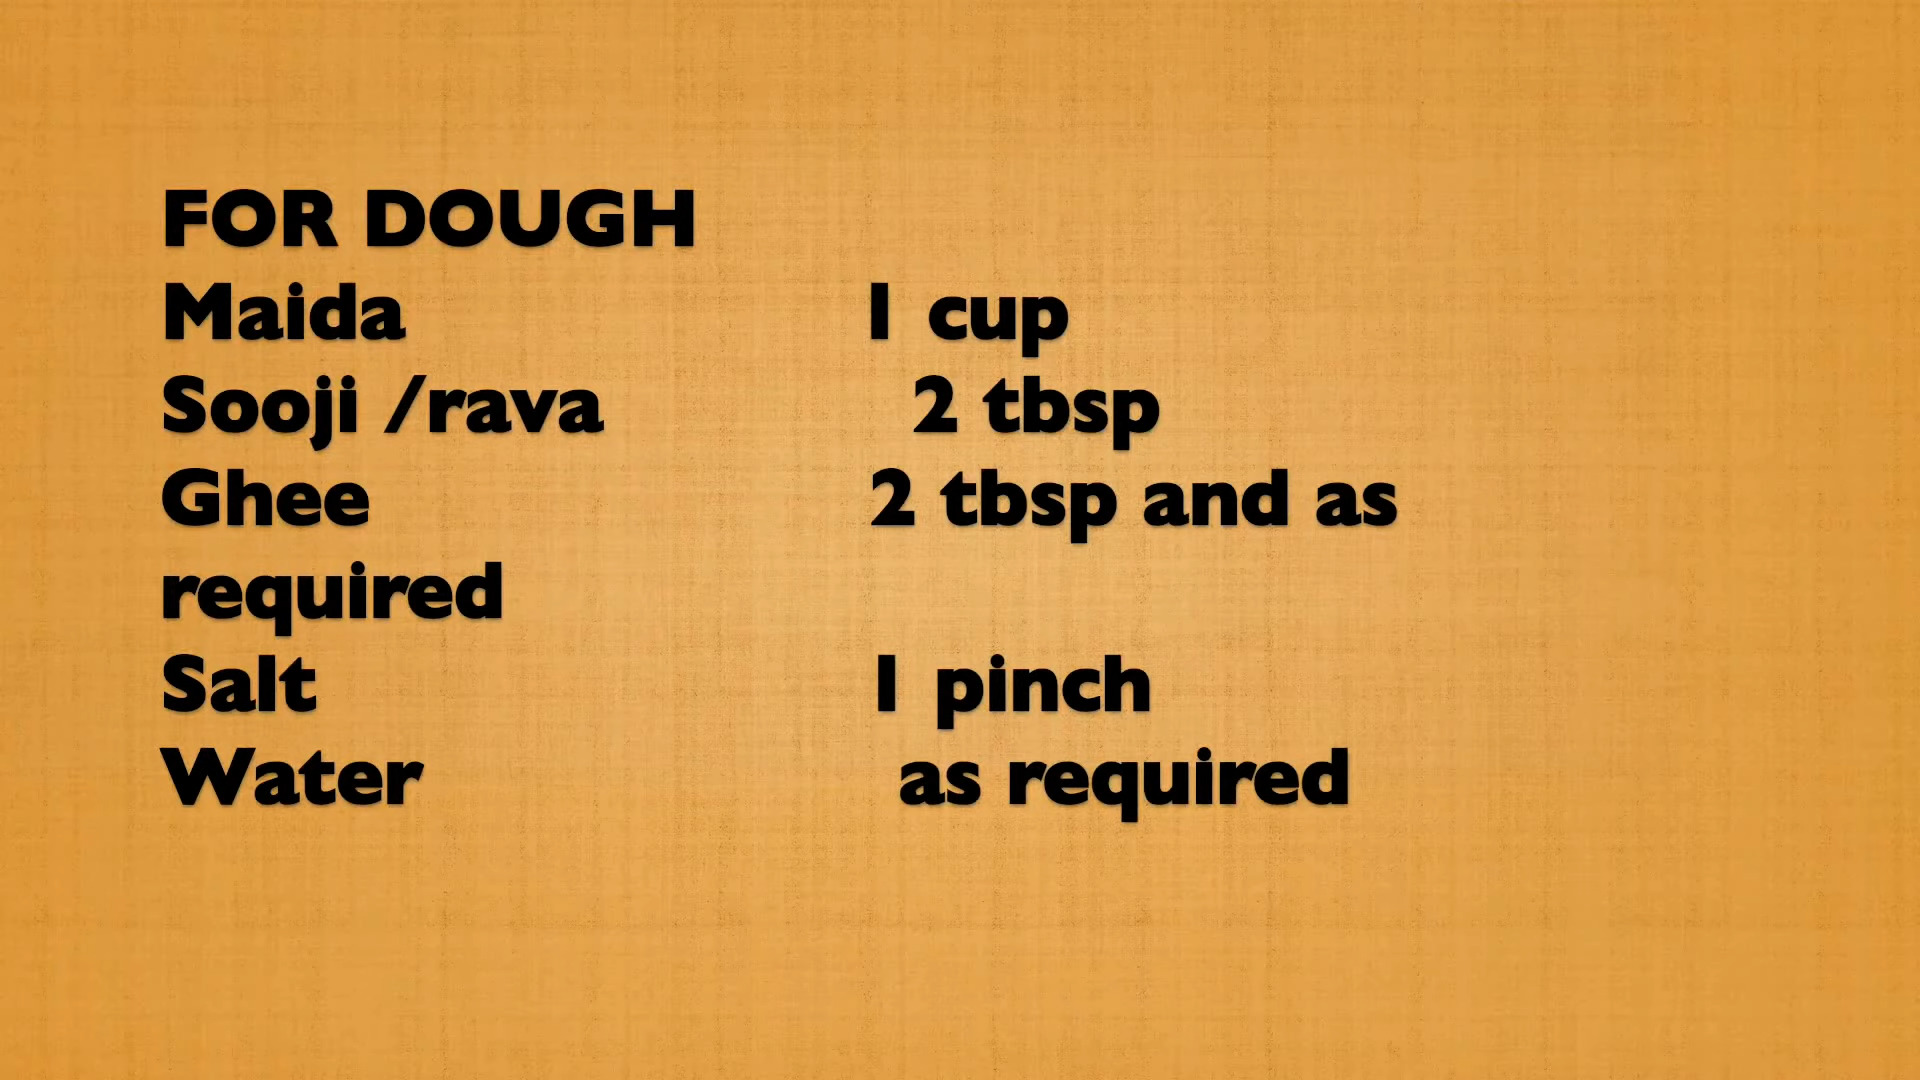 FOR DOUGH
Maida 1 cup
Sooji /rava 2 tbsp
Ghee 2 tbsp and as
required
Salt 1 pinch
Water as required